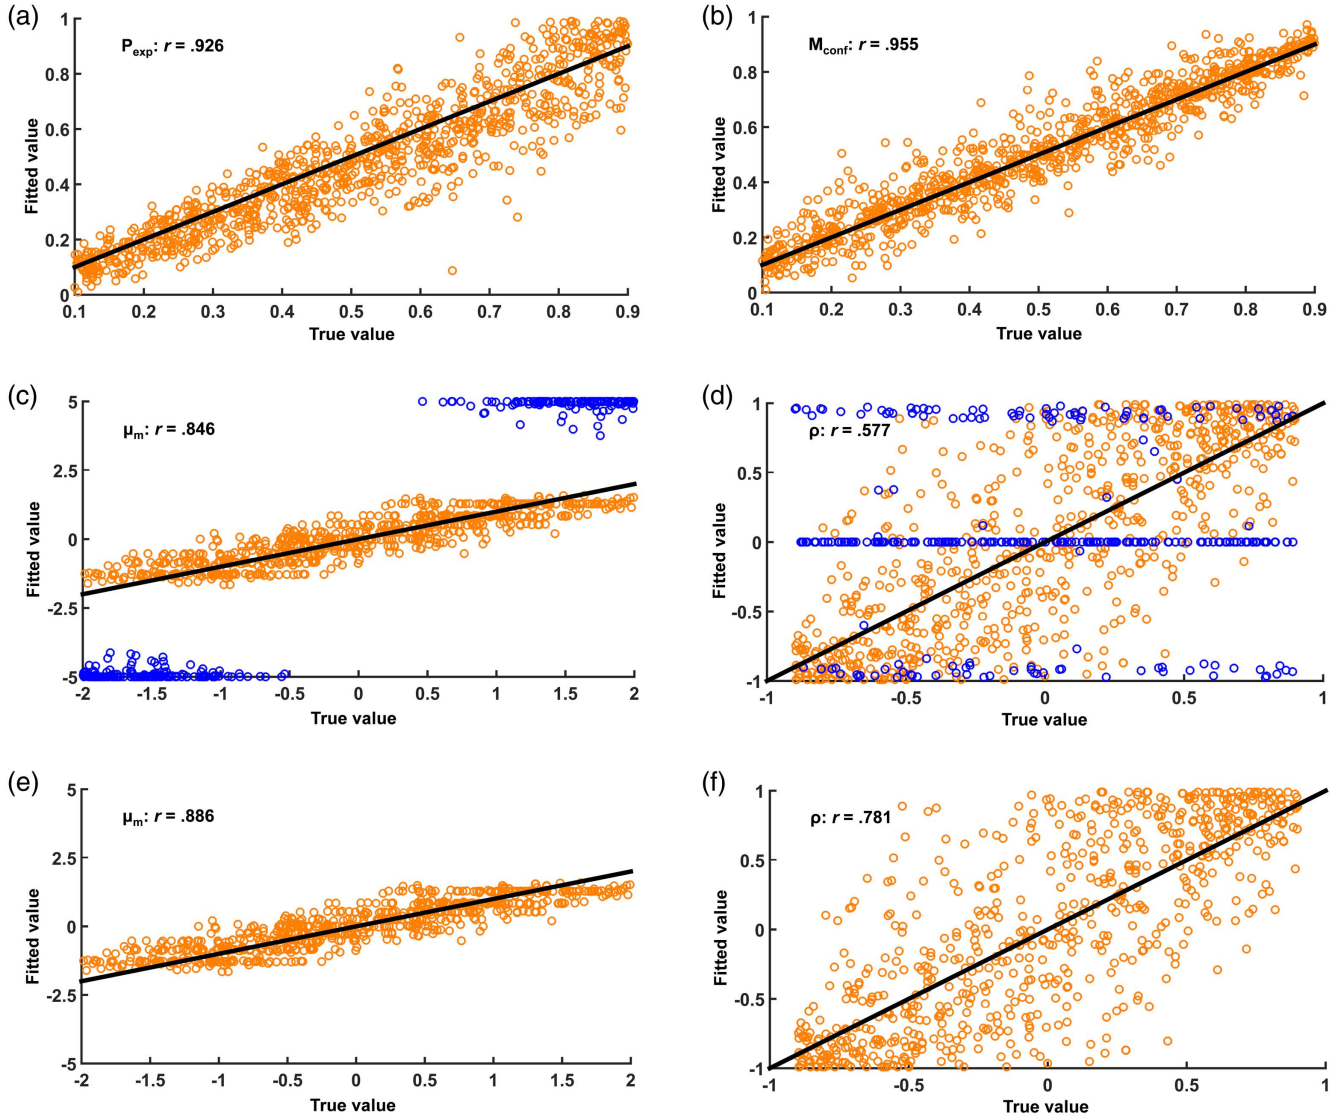 (a)
P_exp: r = .926
Fitted value
1
0.8
0.6
0.4
0.2
0
0.1 0.2 0.3 0.4 0.5 0.6 0.7 0.8 0.9
True value
(b)
M_conf: r = .955
Fitted value
1
0.8
0.6
0.4
0.2
0
0.1 0.2 0.3 0.4 0.5 0.6 0.7 0.8 0.9
True value
(c)
μ_m: r = .846
Fitted value
5
2.5
0
-2.5
-5
-2 -1.5 -1 -0.5 0 0.5 1 1.5 2
True value
(d)
ρ: r = .577
Fitted value
1
0.5
0
-0.5
-1
-1 -0.5 0 0.5 1
True value
(e)
μ_m: r = .886
Fitted value
5
2.5
0
-2.5
-5
-2 -1.5 -1 -0.5 0 0.5 1 1.5 2
True value
(f)
ρ: r = .781
Fitted value
1
0.5
0
-0.5
-1
-1 -0.5 0 0.5 1
True value